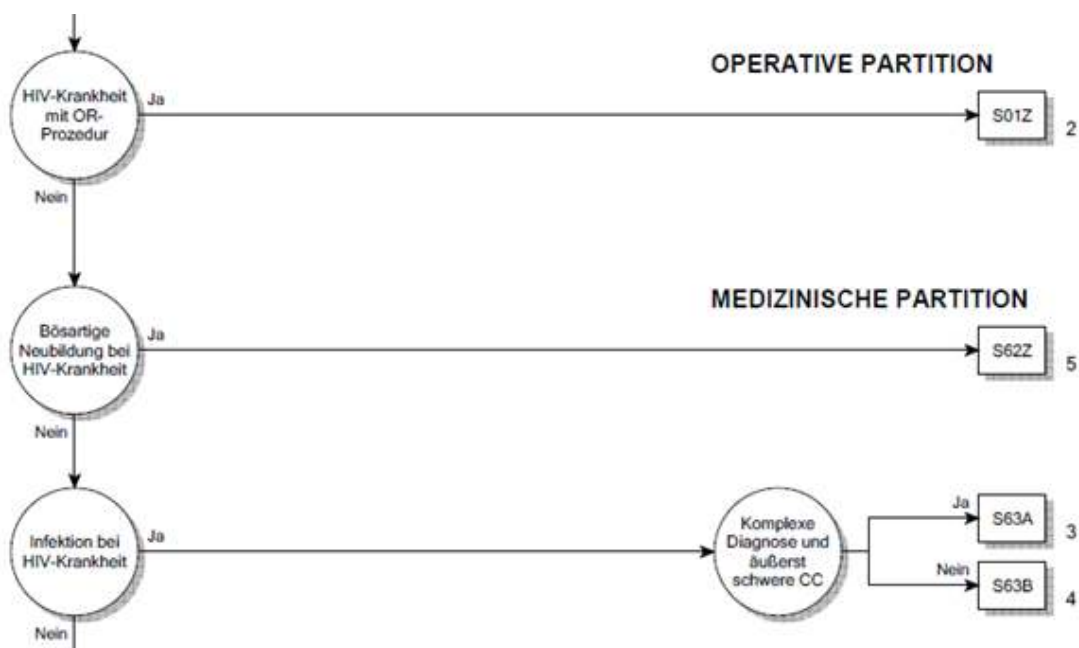 OPERATIVE PARTITION
HIV-Krankheit
mit OR-
Prozedur
Ja
S01Z
2
Nein
MEDIZINISCHE PARTITION
Bösartige
Neubildung bei
HIV-Krankheit
Ja
S62Z
5
Nein
Infektion bei
HIV-Krankheit
Ja
Komplexe
Diagnose und
äußerst
schwere CC
Ja
S63A
3
Nein
S63B
4
Nein